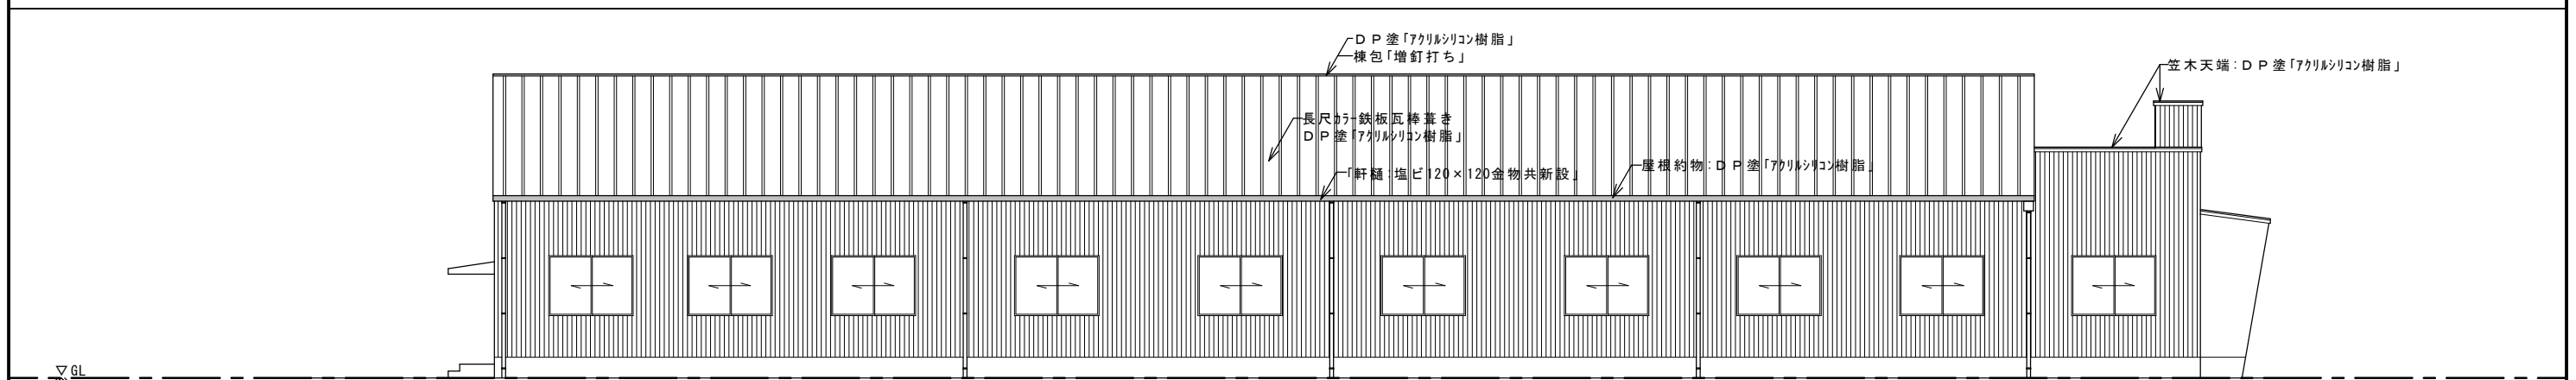 DP塗「アクリルシリコン樹脂」
棟包「増釘打ち」
笠木天端:DP塗「アクリルシリコン樹脂」
長尺カラー鉄板瓦棒葺き
DP塗「アクリルシリコン樹脂」
屋根約物:DP塗「アクリルシリコン樹脂」
「軒樋:塩ビ120×120金物共新設」
▽GL